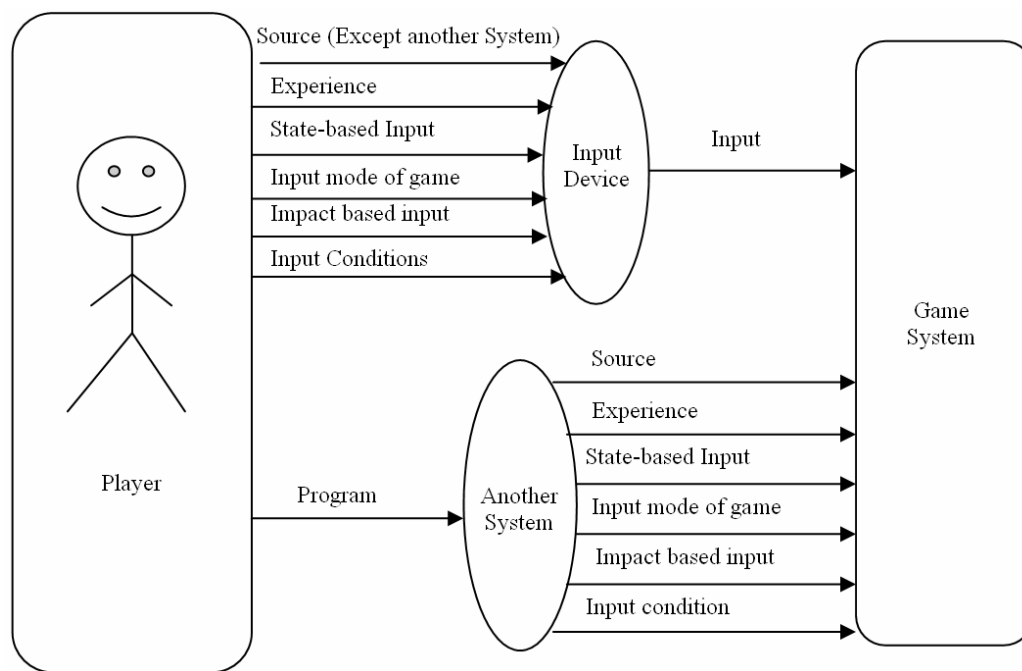 Source (Except another System)
Experience
State-based Input
Input mode of game
Impact based input
Input Conditions
Input
Device
Input
Game
System
Player
Program
Another
System
Source
Experience
State-based Input
Input mode of game
Impact based input
Input condition